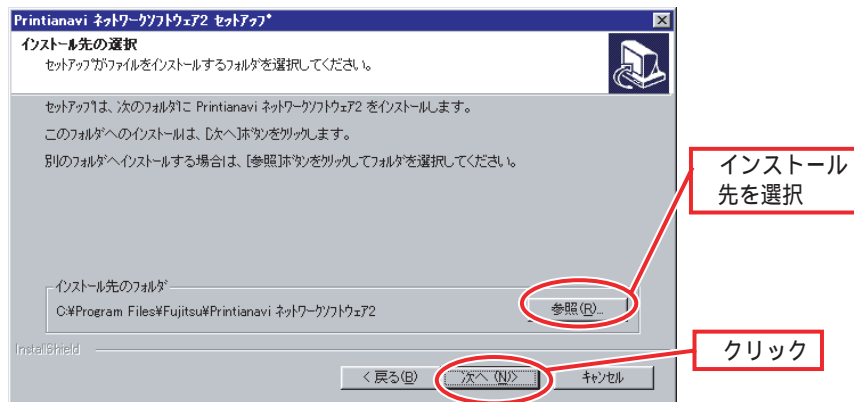 Printianavi ネットワークソフトウェア2 セットアップ
インストール先の選択
セットアップがファイルをインストールするフォルダを選択してください。
セットアップは、次のフォルダに Printianavi ネットワークソフトウェア2 をインストールします。
このフォルダへのインストールは、[次へ]ボタンをクリックします。
別のフォルダへインストールする場合は、[参照]ボタンをクリックしてフォルダを選択してください。
インストール
先を選択
インストール先のフォルダ
C:¥Program Files¥Fujitsu¥Printianavi ネットワークソフトウェア2
参照(R)...
InstallShield
クリック
< 戻る(B)
次へ (N)>
キャンセル